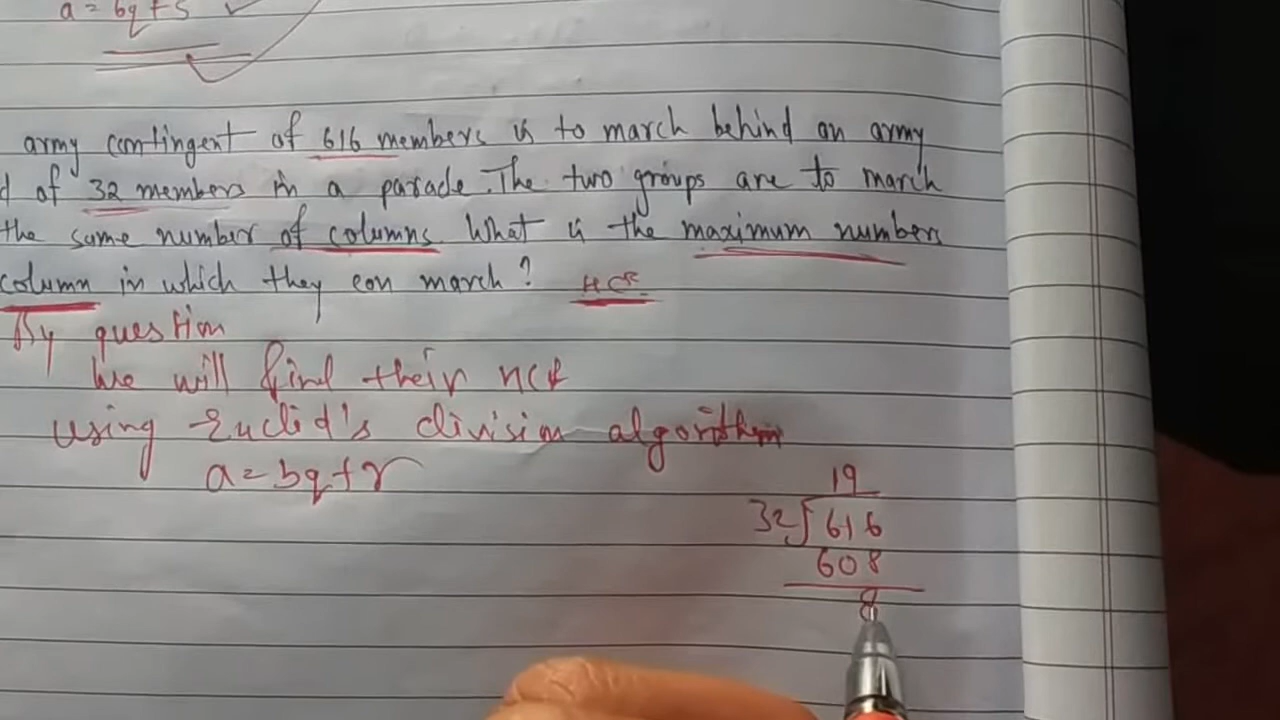 a = bq + r
army contingent of 616 members is to march behind an army
d of 32 members in a parade. The two groups are to march
the same number of columns What is the maximum numbers
column in which they can march? HCF
By question
We will find their HCF
Using Euclid's division algorithm
a = bq + r
19
32 616
608
8